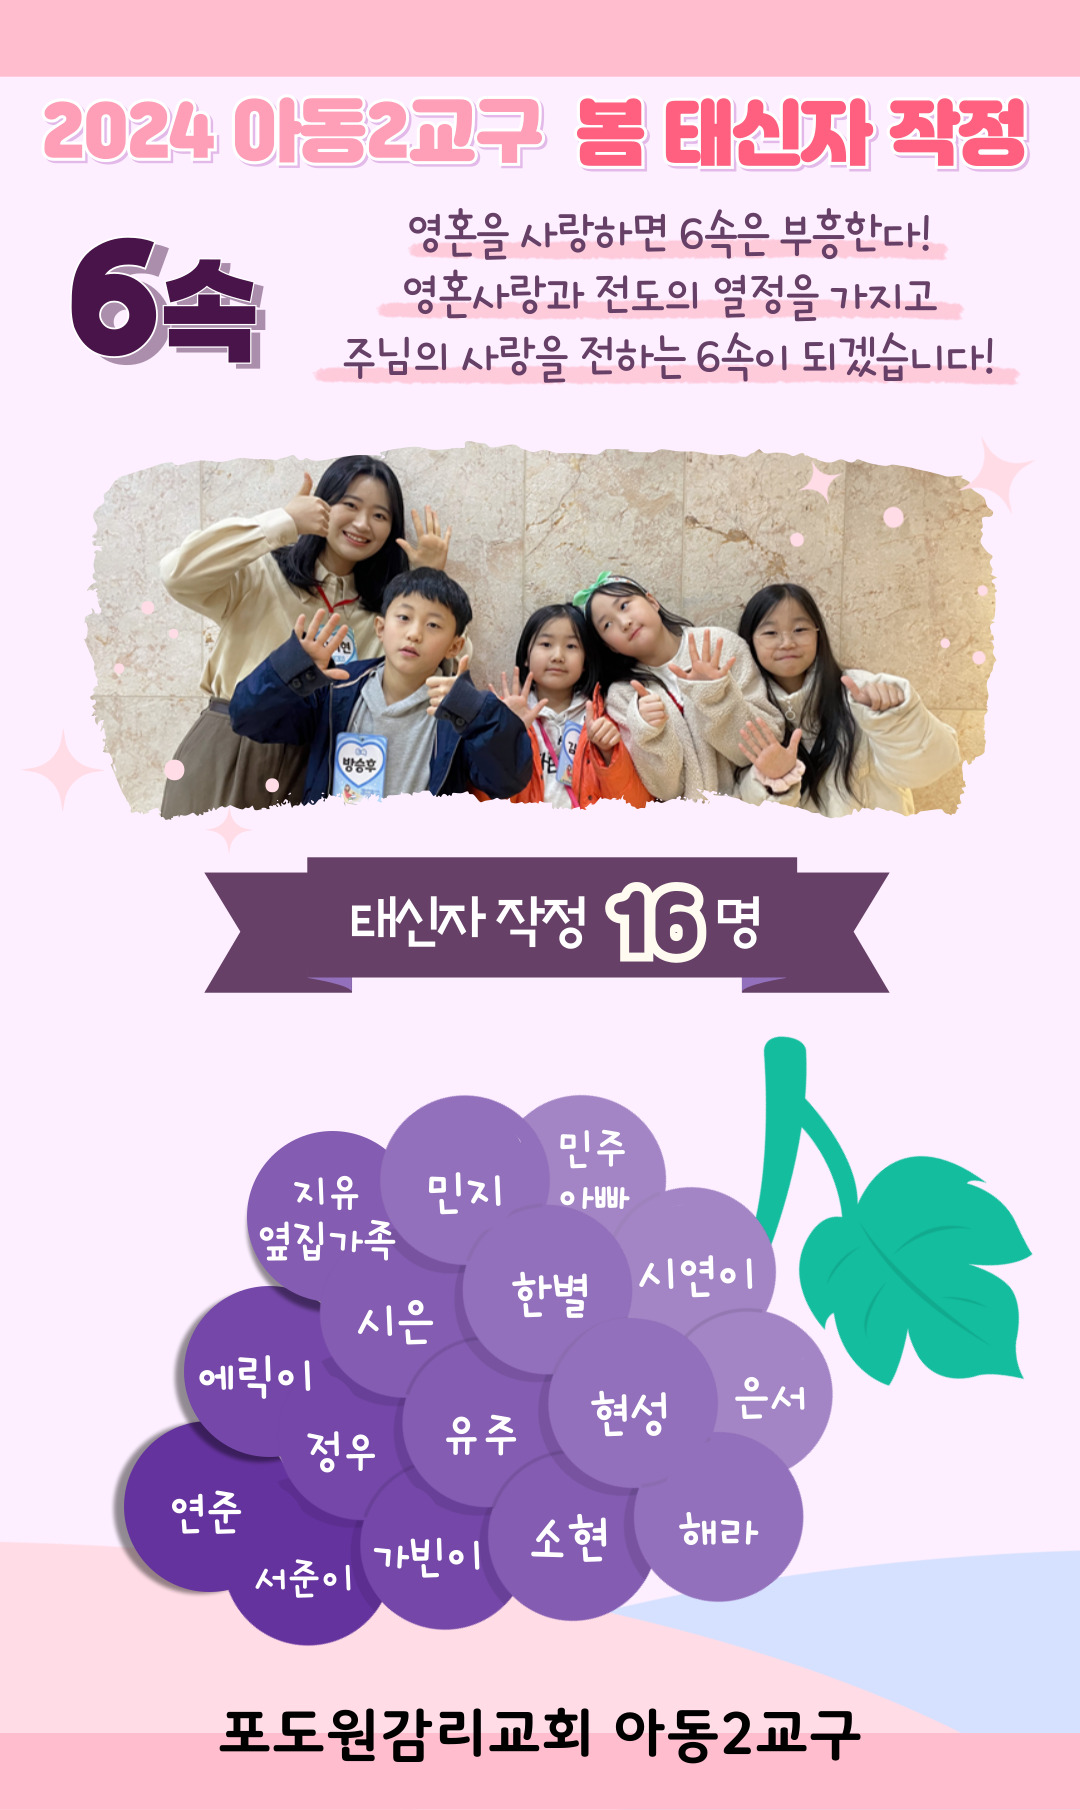 2024 아동2교구 봄 태신자 작정
6속
영혼을 사랑하면 6속은 부흥한다!
영혼사랑과 전도의 열정을 가지고
주님의 사랑을 전하는 6속이 되겠습니다!
방승후
태신자 작정 16명
민주
아빠
지유
옆집가족
민지
시연이
한별
시은
에릭이
은서
현성
유주
정우
연준
해라
소현
가빈이
서준이
포도원감리교회 아동2교구